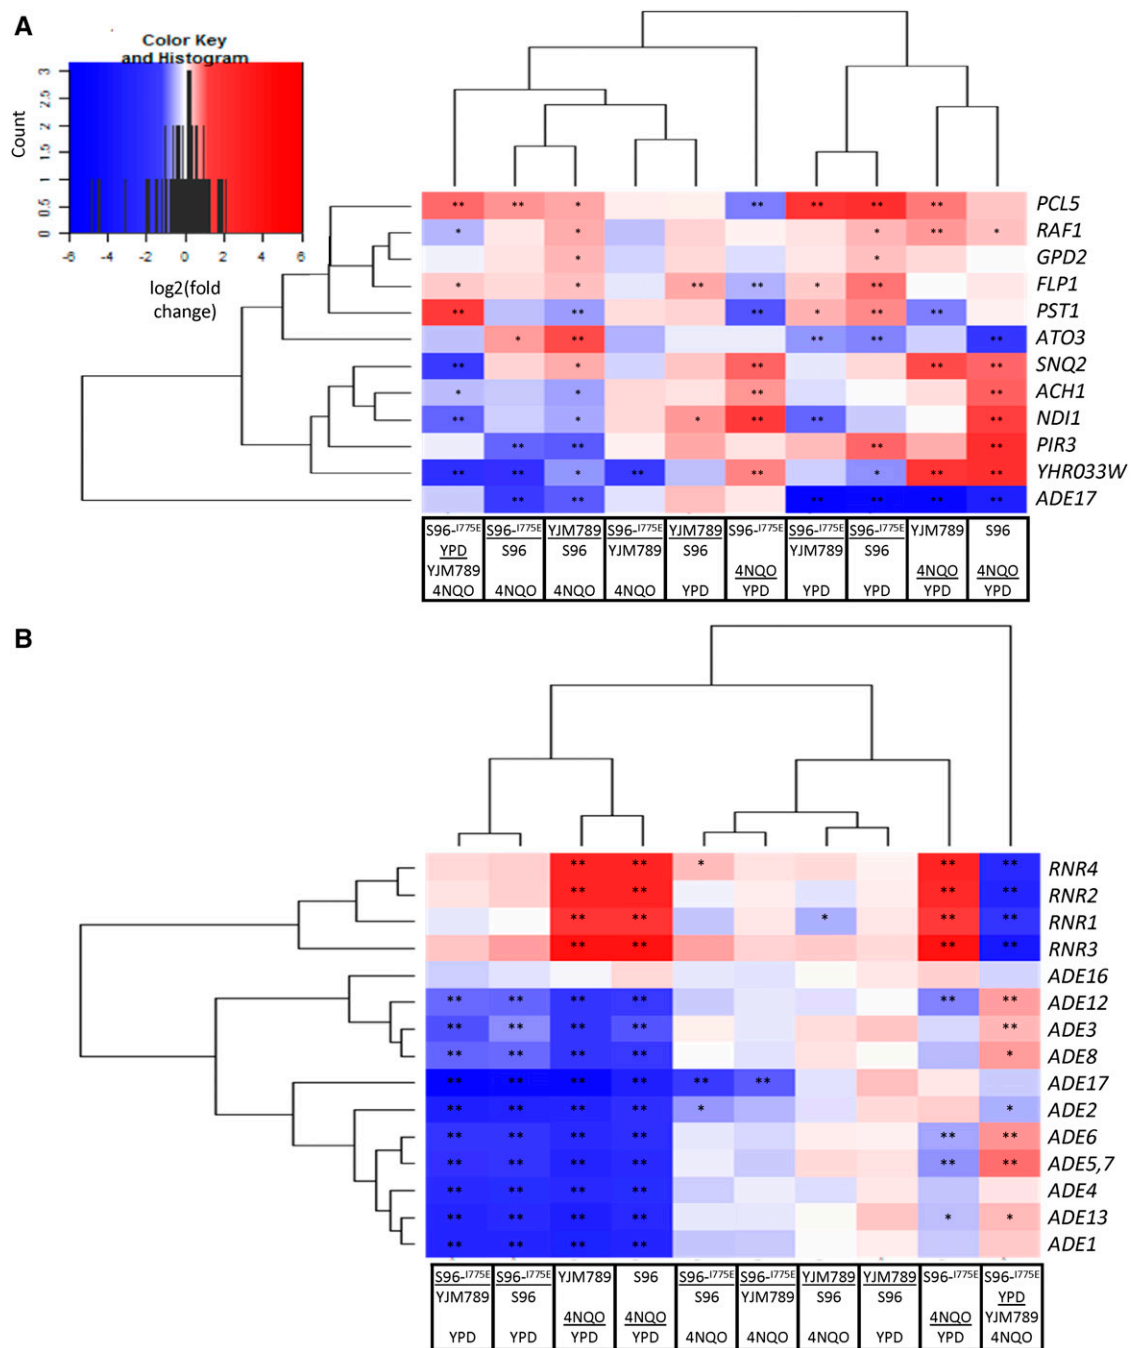 A
Color Key
and Histogram
Count
3
2.5
2
1.5
1
0.5
0
-6 -4 -2 0 2 4 6
log2(fold
change)
** ** * ** ** ** ** PCL5
* * * ** * RAF1
* * GPD2
* * ** ** * ** FLP1
** ** ** * ** ** PST1
* ** ** ** ** ATO3
** * ** ** ** SNQ2
* * ** ** ACH1
** * * ** ** ** NDI1
** ** ** ** PIR3
** ** * ** ** * ** ** YHR033W
** ** ** ** ** ** ADE17
S96-I775E S96-I775E YJM789 S96-I775E YJM789 S96-I775E S96-I775E S96-I775E YJM789 S96
YPD S96 S96 YJM789 S96 YJM789 S96
YJM789 4NQO 4NQO 4NQO
4NQO 4NQO 4NQO 4NQO YPD YPD YPD YPD YPD YPD
B
** ** * ** ** RNR4
** ** ** ** RNR2
** ** * ** ** RNR1
** ** ** ** RNR3
ADE16
** ** ** ** ** ** ADE12
** ** ** ** ** ADE3
** ** ** ** * ADE8
** ** ** ** ** ** ADE17
** ** ** ** * * ADE2
** ** ** ** ** ** ADE6
** ** ** ** ** ** ADE5,7
** ** ** ** ADE4
** ** ** ** * * ADE13
** ** ** ** ADE1
S96-I775E S96-I775E YJM789 S96 S96-I775E S96-I775E YJM789 YJM789 S96-I775E S96-I775E
YJM789 S96 S96 YJM789 S96 S96 YPD
4NQO 4NQO 4NQO YJM789
YPD YPD YPD YPD 4NQO 4NQO 4NQO YPD YPD 4NQO